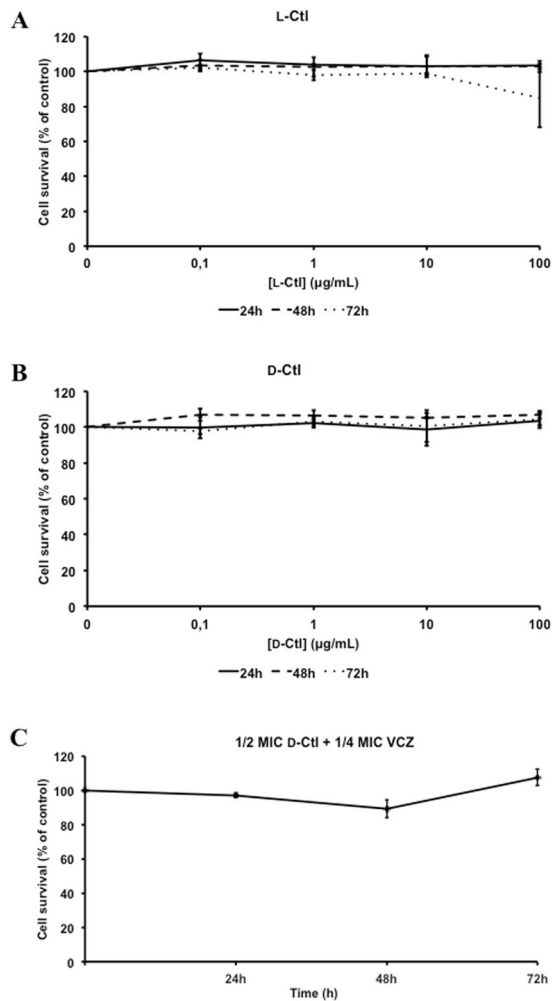 A
L-Ctl
120
100
80
60
40
20
0
Cell survival (% of control)
0 0,1 1 10 100
[L-Ctl] (µg/mL)
24h 48h 72h
B
D-Ctl
120
100
80
60
40
20
0
Cell survival (% of control)
0 0,1 1 10 100
[D-Ctl] (µg/mL)
24h 48h 72h
C
1/2 MIC D-Ctl + 1/4 MIC VCZ
120
100
80
60
40
20
0
Cell survival (% of control)
24h 48h 72h
Time (h)